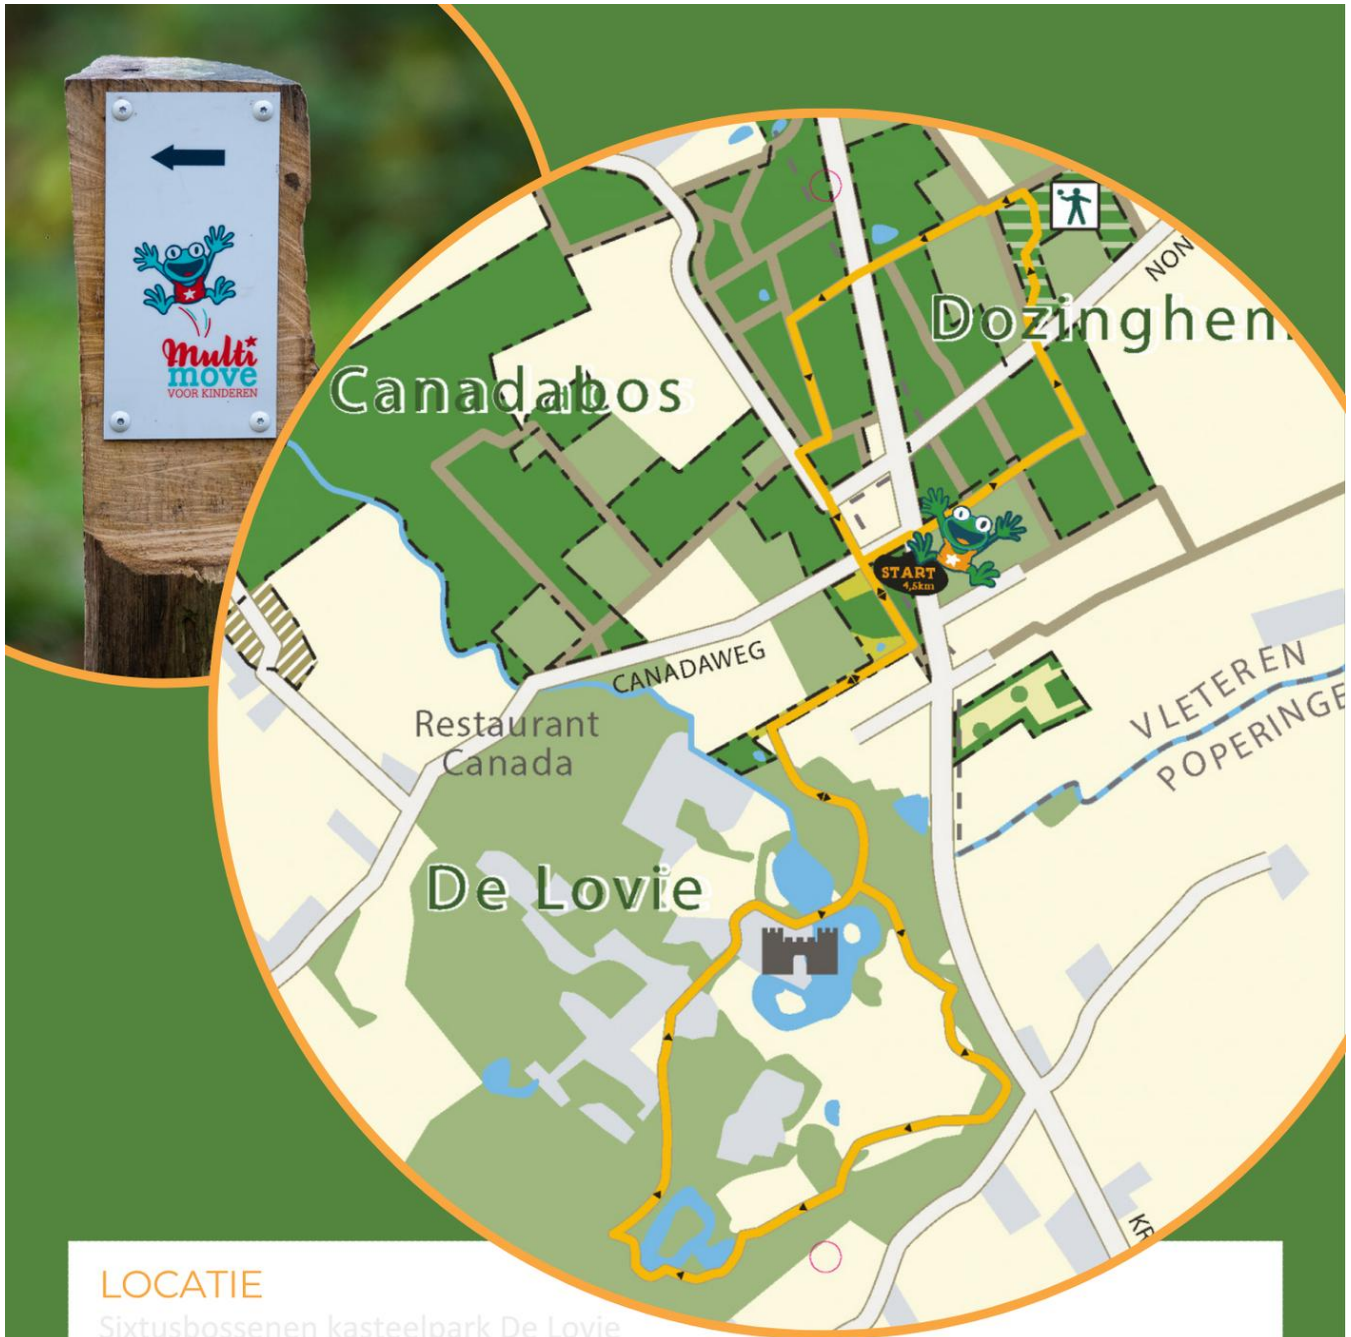 Multi
move
VOOR KINDEREN
Dozinghem
NON
Canadabos
START
4,5km
CANADAWEG
Restaurant
Canada
VLETEREN
POPERINGE
De Lovie
KR
LOCATIE
Sixtusbossenen kasteelpark De Lovie